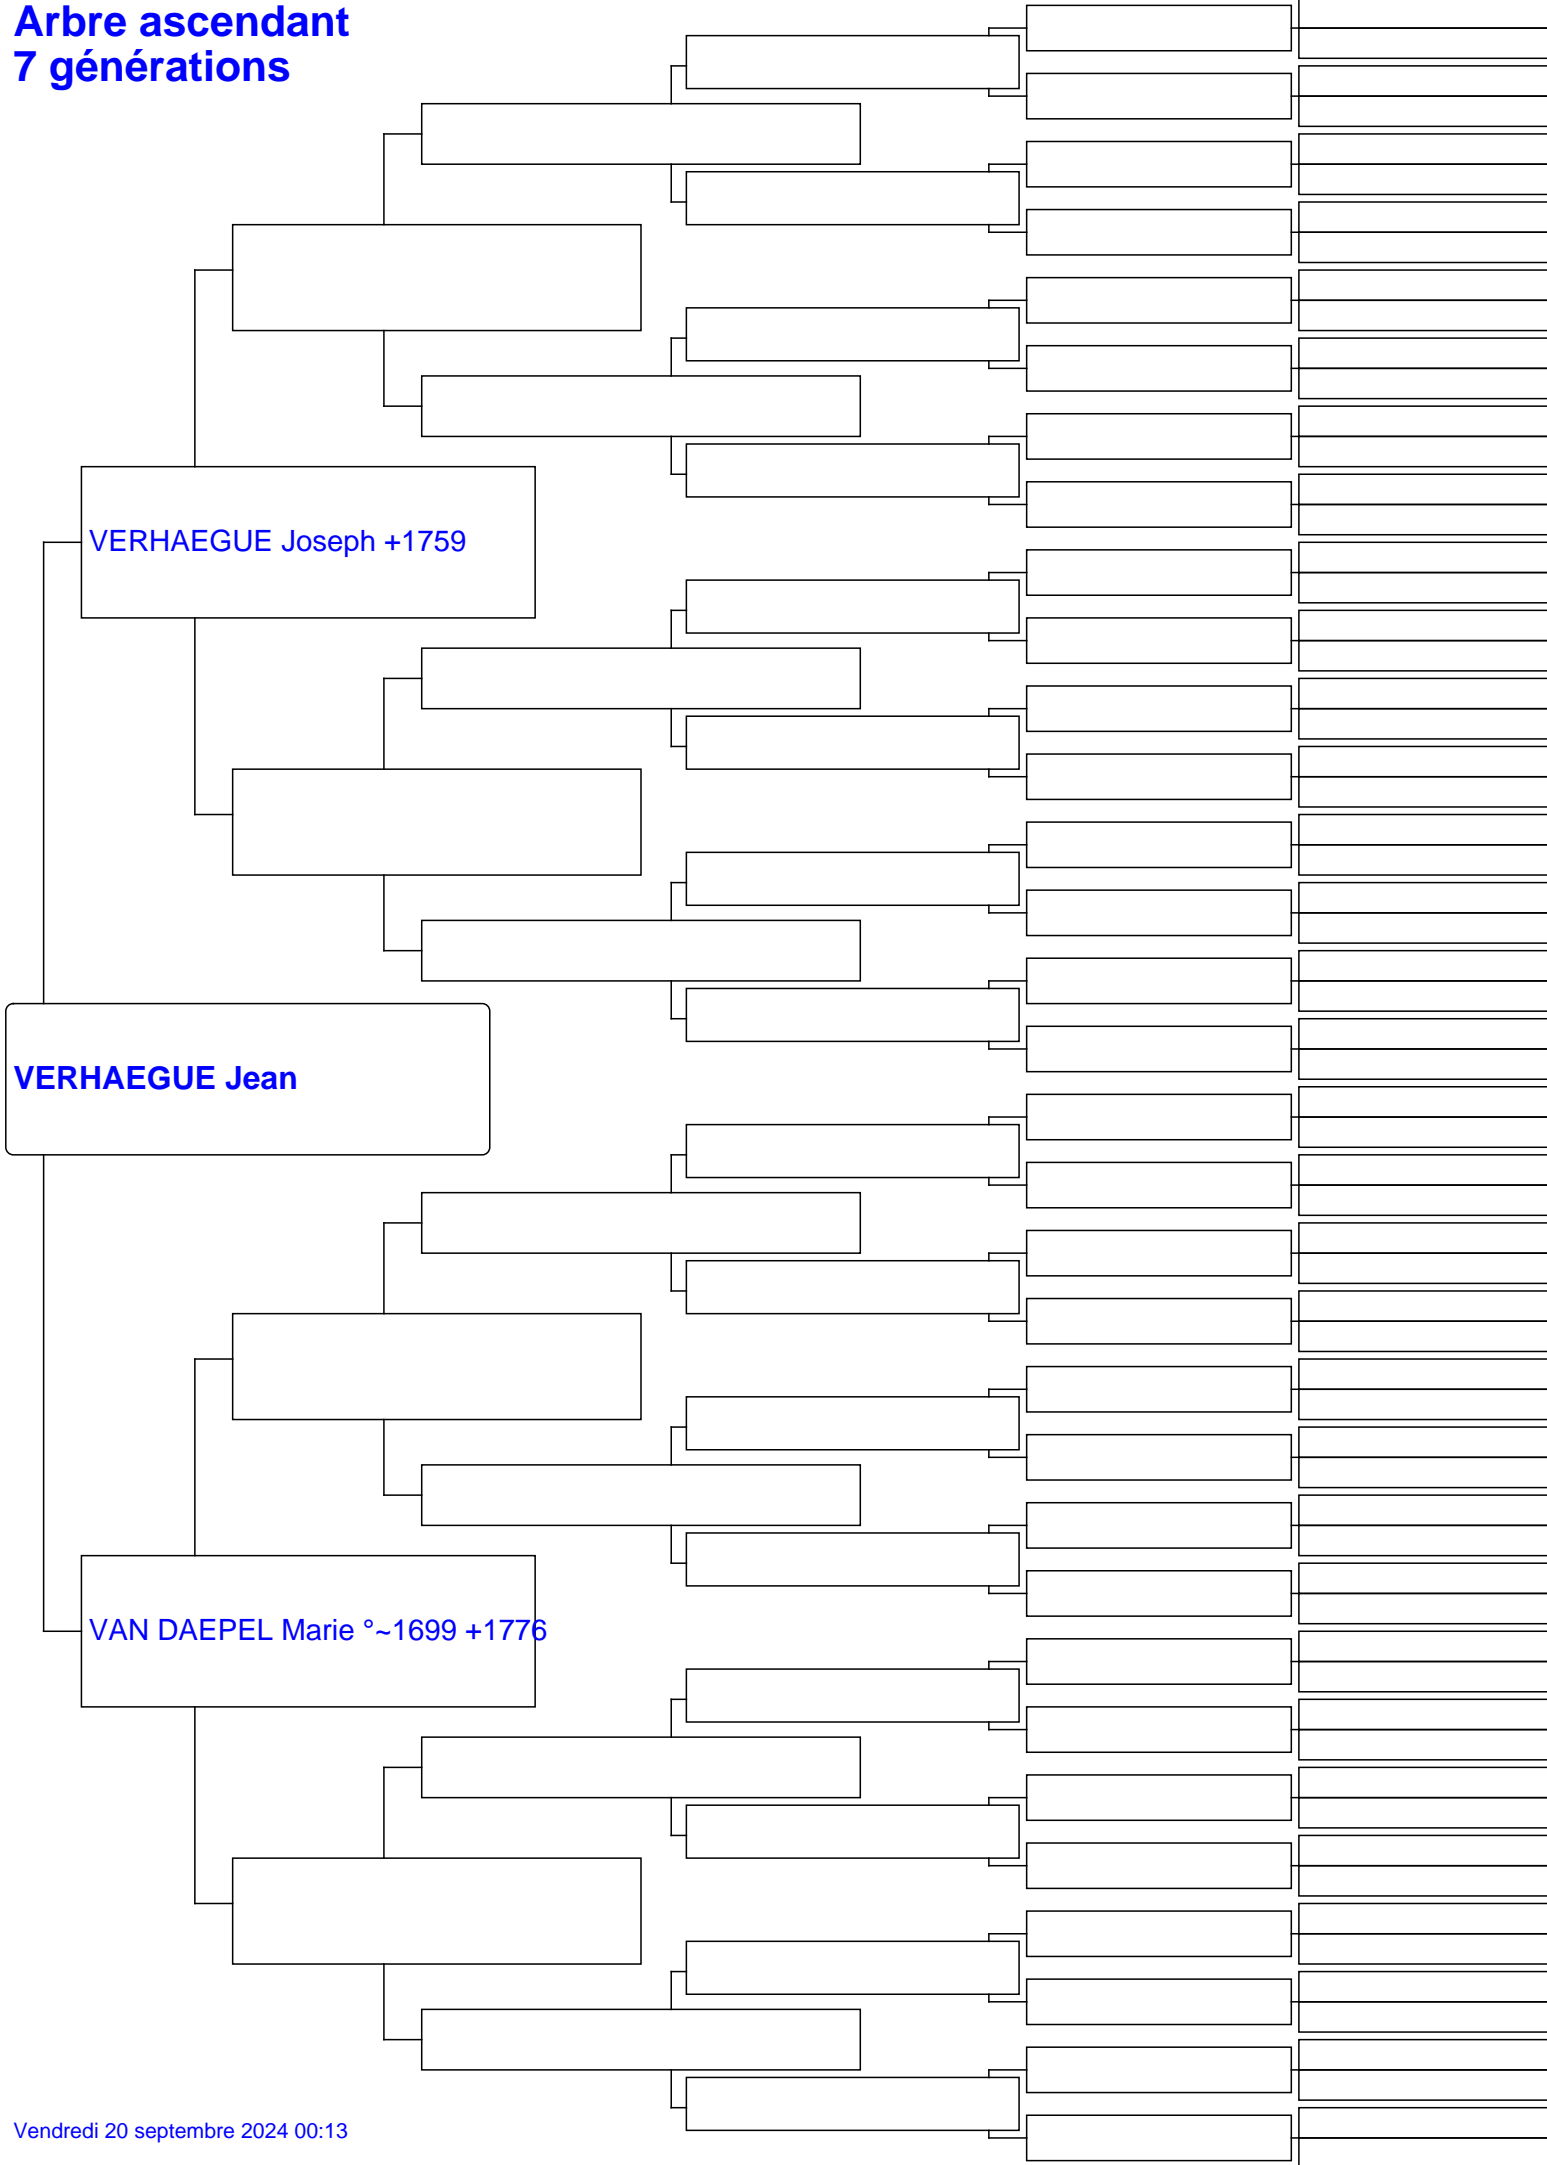 Arbre ascendant
7 générations
VERHAEGUE Joseph +1759
VERHAEGUE Jean
VAN DAEPEL Marie °~1699 +1776
Vendredi 20 septembre 2024 00:13